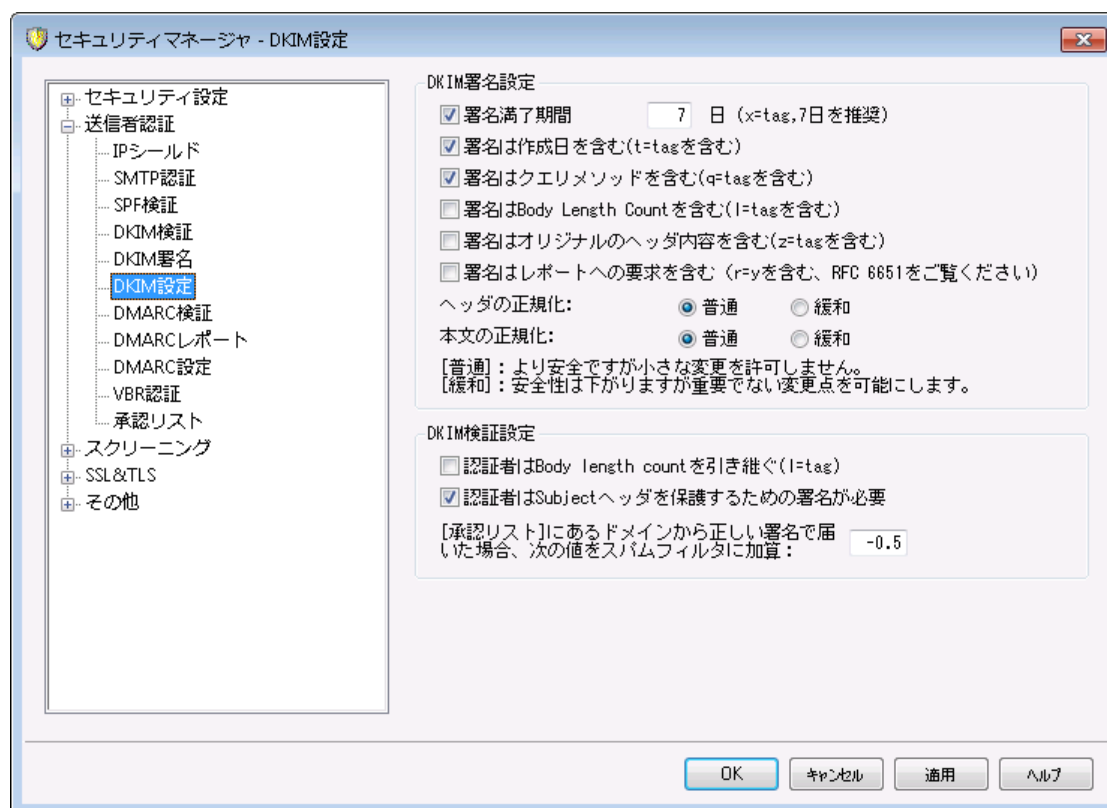 セキュリティマネージャ - DKIM設定
セキュリティ設定
送信者認証
IPシールド
SMTP認証
SPF検証
DKIM検証
DKIM署名
DKIM設定
DMARC検証
DMARCレポート
DMARC設定
VBR認証
承認リスト
スクリーニング
SSL&TLS
その他
DKIM署名設定
署名満了期間 7 日 (x=tag,7日を推奨)
署名は作成日を含む(t=tagを含む)
署名はクエリメソッドを含む(q=tagを含む)
署名はBody Length Countを含む(l=tagを含む)
署名はオリジナルのヘッダ内容を含む(z=tagを含む)
署名はレポートへの要求を含む (r=yを含む、RFC 6651をご覧ください)
ヘッダの正規化: 普通 緩和
本文の正規化: 普通 緩和
[普通]：より安全ですが小さな変更を許可しません。
[緩和]：安全性は下がりますが重要でない変更点を可能にします。
DKIM検証設定
認証者はBody length countを引き継ぐ(l=tag)
認証者はSubjectヘッダを保護するための署名が必要
[承認リスト]にあるドメインから正しい署名で届
いた場合、次の値をスパムフィルタに加算： -0.5
OK キャンセル 適用 ヘルプ